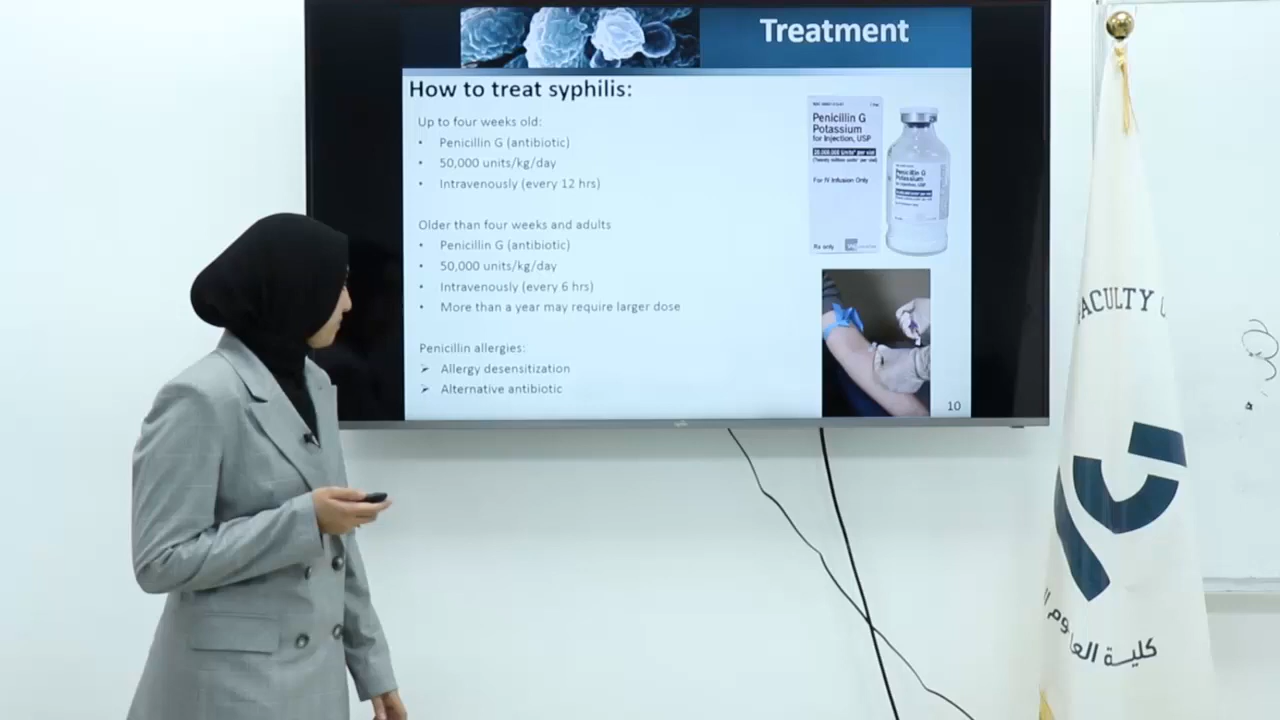 Treatment
How to treat syphilis:
Up to four weeks old:
• Penicillin G (antibiotic)
• 50,000 units/kg/day
• Intravenously (every 12 hrs)
Older than four weeks and adults
• Penicillin G (antibiotic)
• 50,000 units/kg/day
• Intravenously (every 6 hrs)
• More than a year may require larger dose
Penicillin allergies:
➢ Allergy desensitization
➢ Alternative antibiotic
10
Penicillin G
Potassium
for Injection, USP
For IV Infusion Only
Rx only
Penicillin G
Potassium
FACULTY
كلية